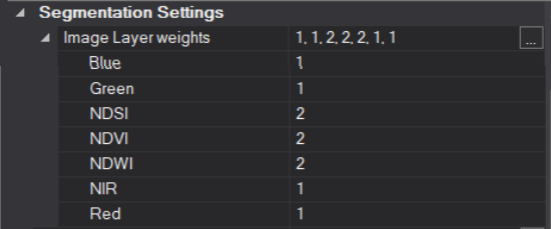 Segmentation Settings
Image Layer weights 1, 1, 2, 2, 2, 1, 1 ...
Blue 1
Green 1
NDSI 2
NDVI 2
NDWI 2
NIR 1
Red 1